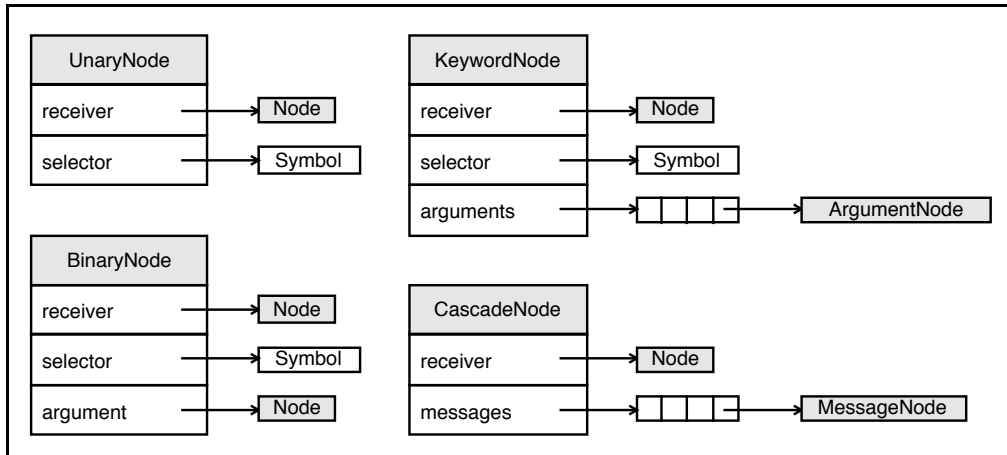 UnaryNode
receiver
Node
selector
Symbol
BinaryNode
receiver
Node
selector
Symbol
argument
Node
KeywordNode
receiver
Node
selector
Symbol
arguments
ArgumentNode
CascadeNode
receiver
Node
messages
MessageNode